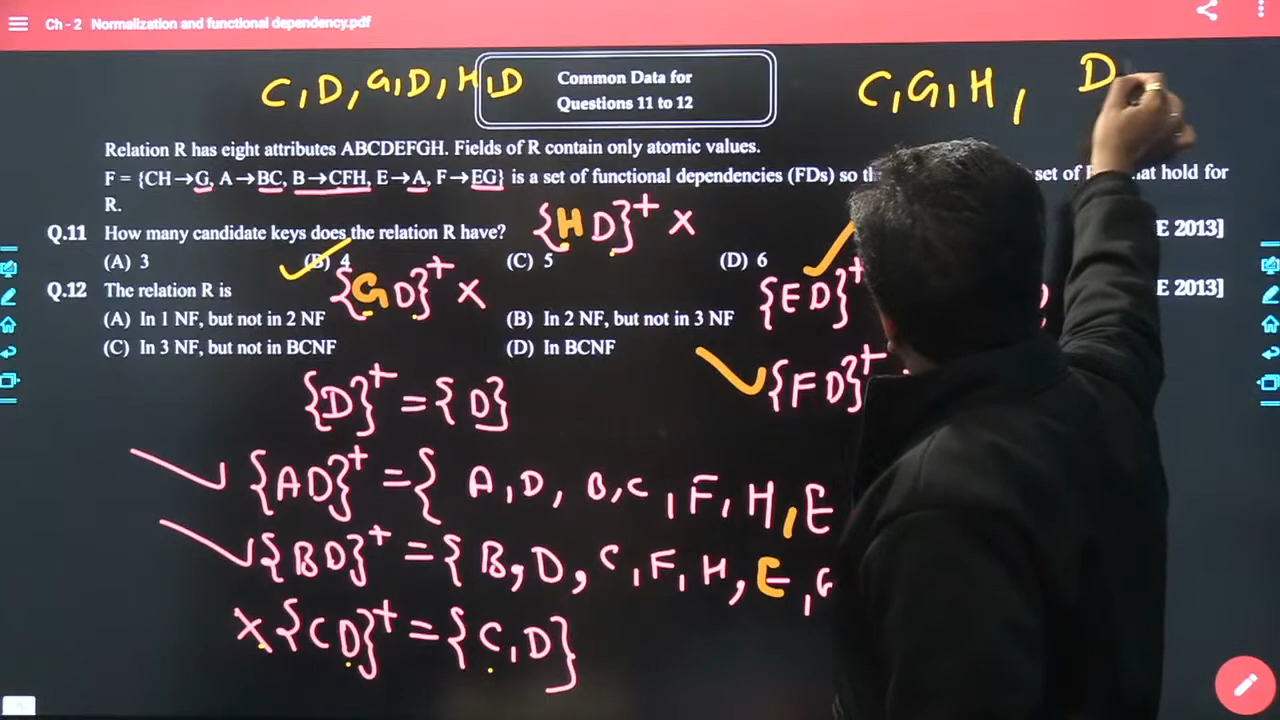 Ch - 2 Normalization and functional dependency.pdf
C,D,G,D,H,D
Common Data for
Questions 11 to 12
C,G,H, D
Relation R has eight attributes ABCDEFGH. Fields of R contain only atomic values.
F = {CH→G, A→BC, B→CFH, E→A, F→EG} is a set of functional dependencies (FDs) so set of hold for
R.
Q.11 How many candidate keys does the relation R have? 2013]
{HD}⁺ ×
(A) 3 (B) 4 (C) 5 (D) 6
{GD}⁺ × {ED}⁺
Q.12 The relation R is 2013]
(A) In 1 NF, but not in 2 NF (B) In 2 NF, but not in 3 NF
(C) In 3 NF, but not in BCNF (D) In BCNF
{D}⁺ = {D} {FD}⁺
{AD}⁺ = {A,D,B,C,F,H,E
{BD}⁺ = {B,D,C,F,H,E,G
×{CD}⁺ = {C,D}